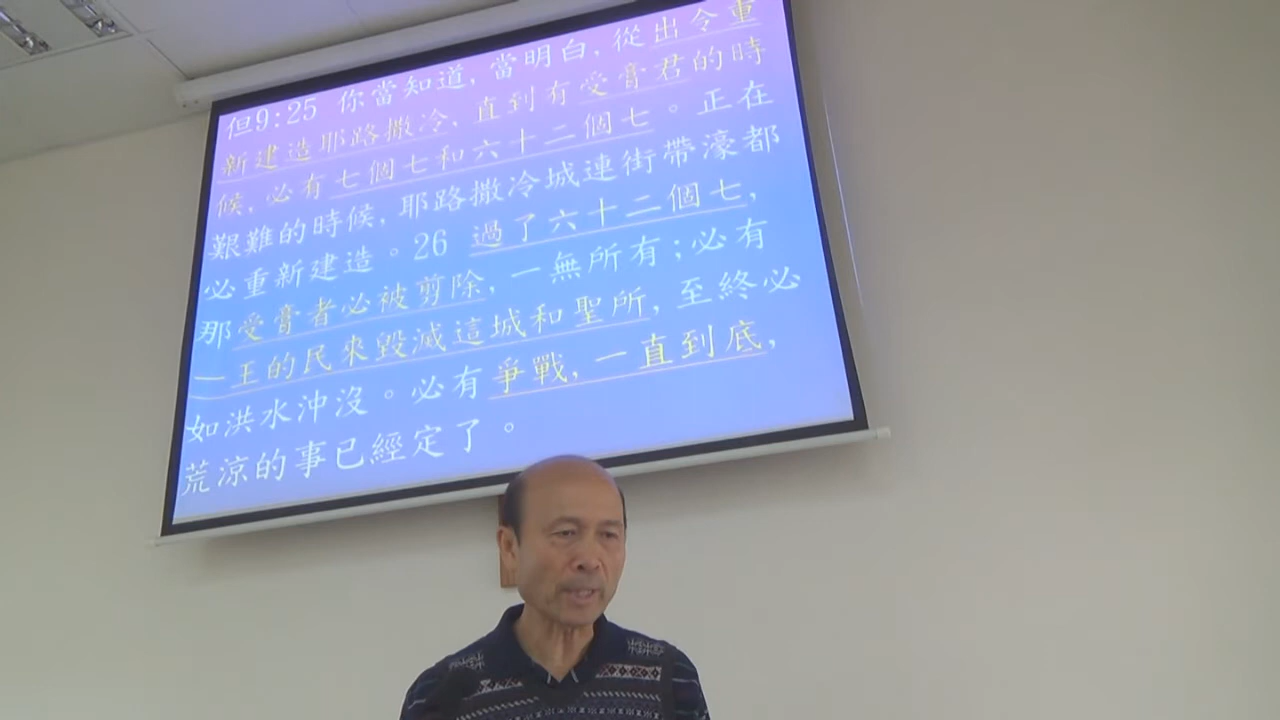 但9:25 你當知道,當明白,從出令重
新建造耶路撒冷,直到有受膏君的時
候,必有七個七和六十二個七。正在
艱難的時候,耶路撒冷城連街帶濠都
必重新建造。26 過了六十二個七,
那受膏者必被剪除,一無所有;必有
一王的民來毀滅這城和聖所,至終必
如洪水沖沒。必有爭戰,一直到底,
荒涼的事已經定了。